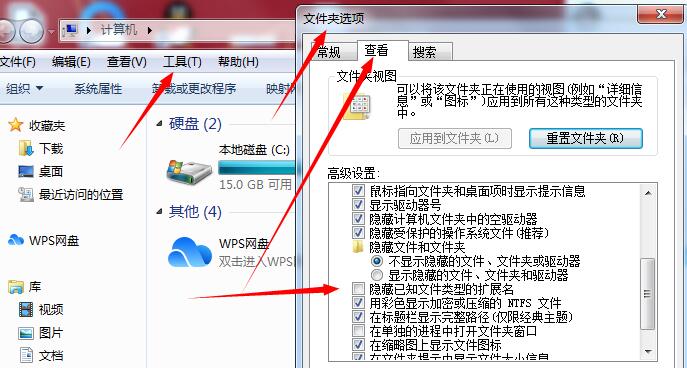 计算机
文件(F) 编辑(E) 查看(V) 工具(T) 帮助(H)
组织 系统属性 卸载或更改程序 映射
收藏夹
下载
桌面
最近访问的位置
WPS网盘
库
视频
图片
文档
硬盘 (2)
本地磁盘 (C:)
15.0 GB 可用
其他 (4)
WPS网盘
双击进入WPS
文件夹选项
常规 查看 搜索
文件夹视图
可以将该文件夹正在使用的视图(例如“详细信
息”或“图标”)应用到所有这种类型的文件夹
中。
应用到文件夹(L) 重置文件夹(R)
高级设置:
鼠标指向文件夹和桌面项时显示提示信息
显示驱动器号
隐藏计算机文件夹中的空驱动器
隐藏受保护的操作系统文件(推荐)
隐藏文件和文件夹
不显示隐藏的文件、文件夹或驱动器
显示隐藏的文件、文件夹和驱动器
隐藏已知文件类型的扩展名
用彩色显示加密或压缩的 NTFS 文件
在标题栏显示完整路径(仅限经典主题)
在单独的进程中打开文件夹窗口
在缩略图上显示文件图标
在文件夹提示中显示文件大小信息